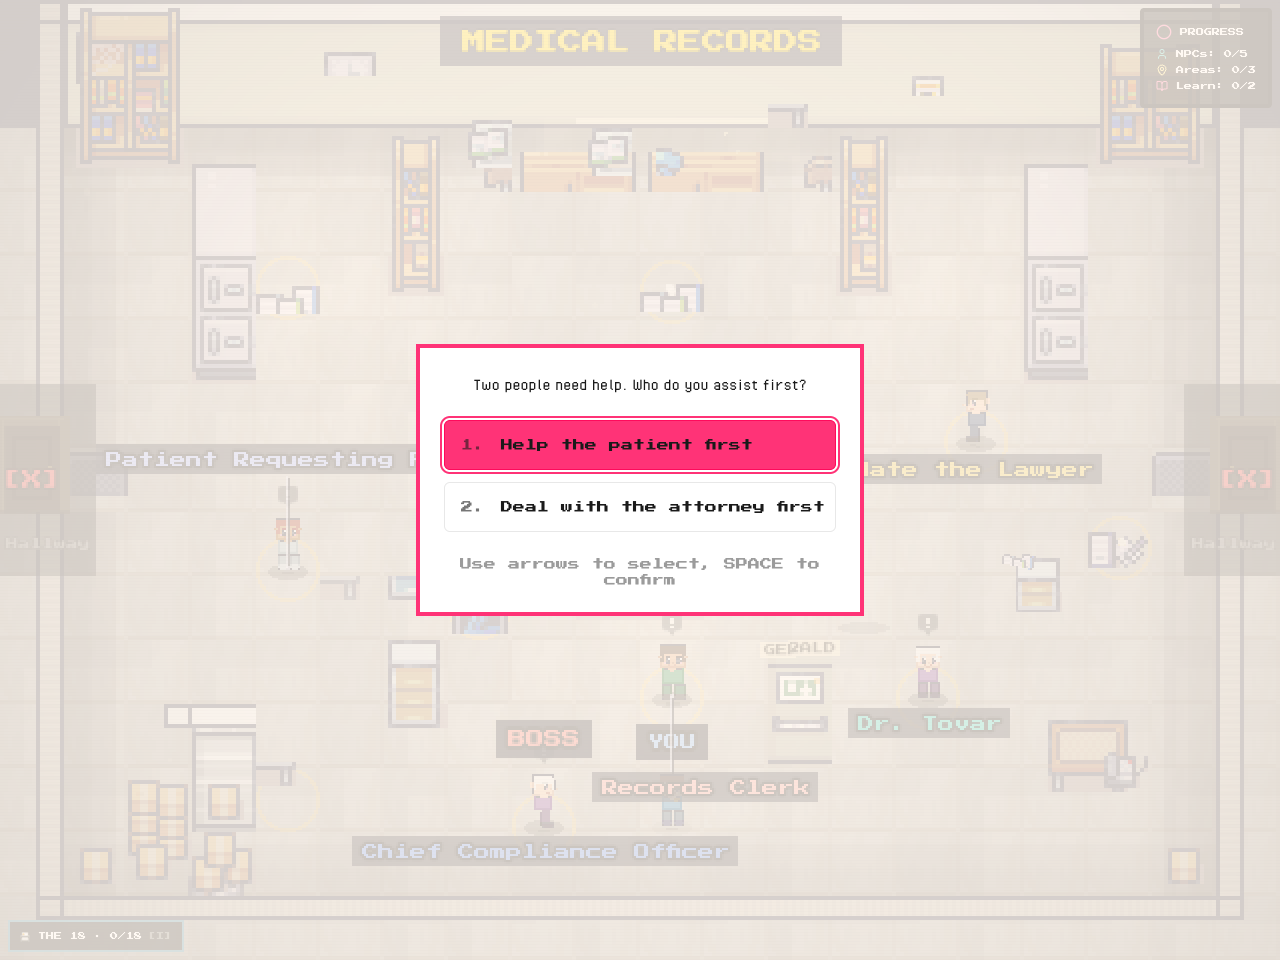 MEDICAL RECORDS
PROGRESS
NPCs: 0/5
Areas: 0/3
Learn: 0/2
Two people need help. Who do you assist first?
1. Help the patient first
2. Deal with the attorney first
Use arrows to select, SPACE to
confirm
Patient Requesting
the Lawyer
[X]
[X]
Hallway
Hallway
!
!
GERALD
Dr. Tovar
BOSS
YOU
Records Clerk
Chief Compliance Officer
THE 18 · 0/18 [I]